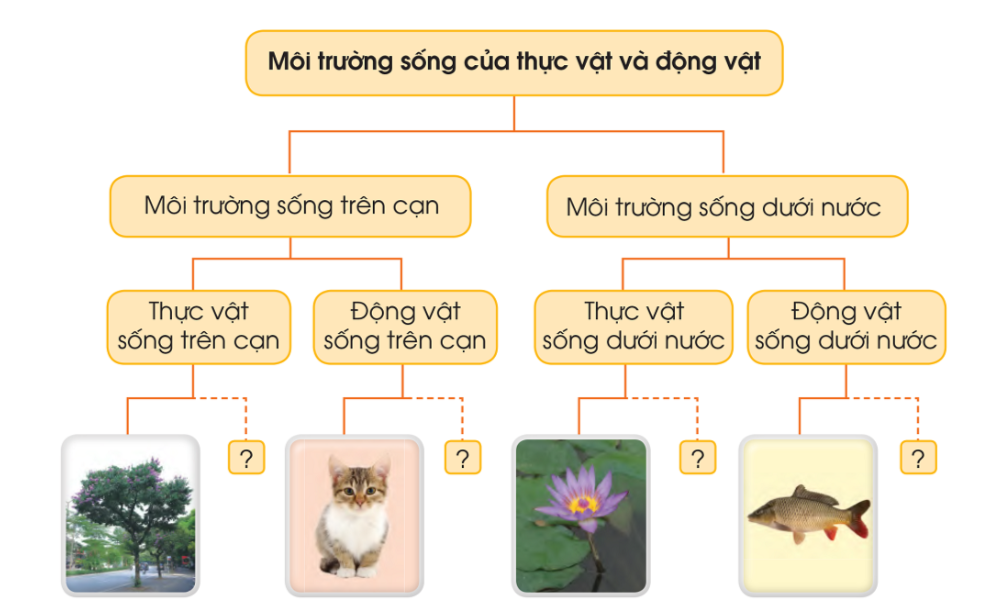 Môi trường sống của thực vật và động vật
Môi trường sống trên cạn
Môi trường sống dưới nước
Thực vật
sống trên cạn
Động vật
sống trên cạn
Thực vật
sống dưới nước
Động vật
sống dưới nước
?
?
?
?